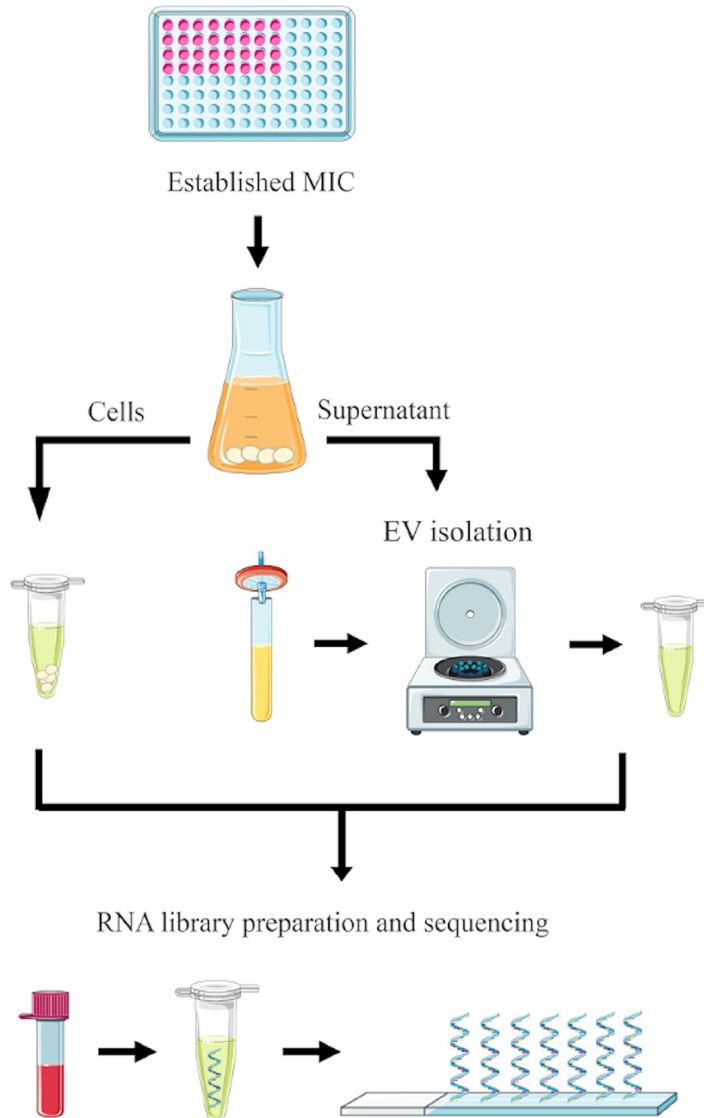 Established MIC
Cells
Supernatant
EV isolation
RNA library preparation and sequencing